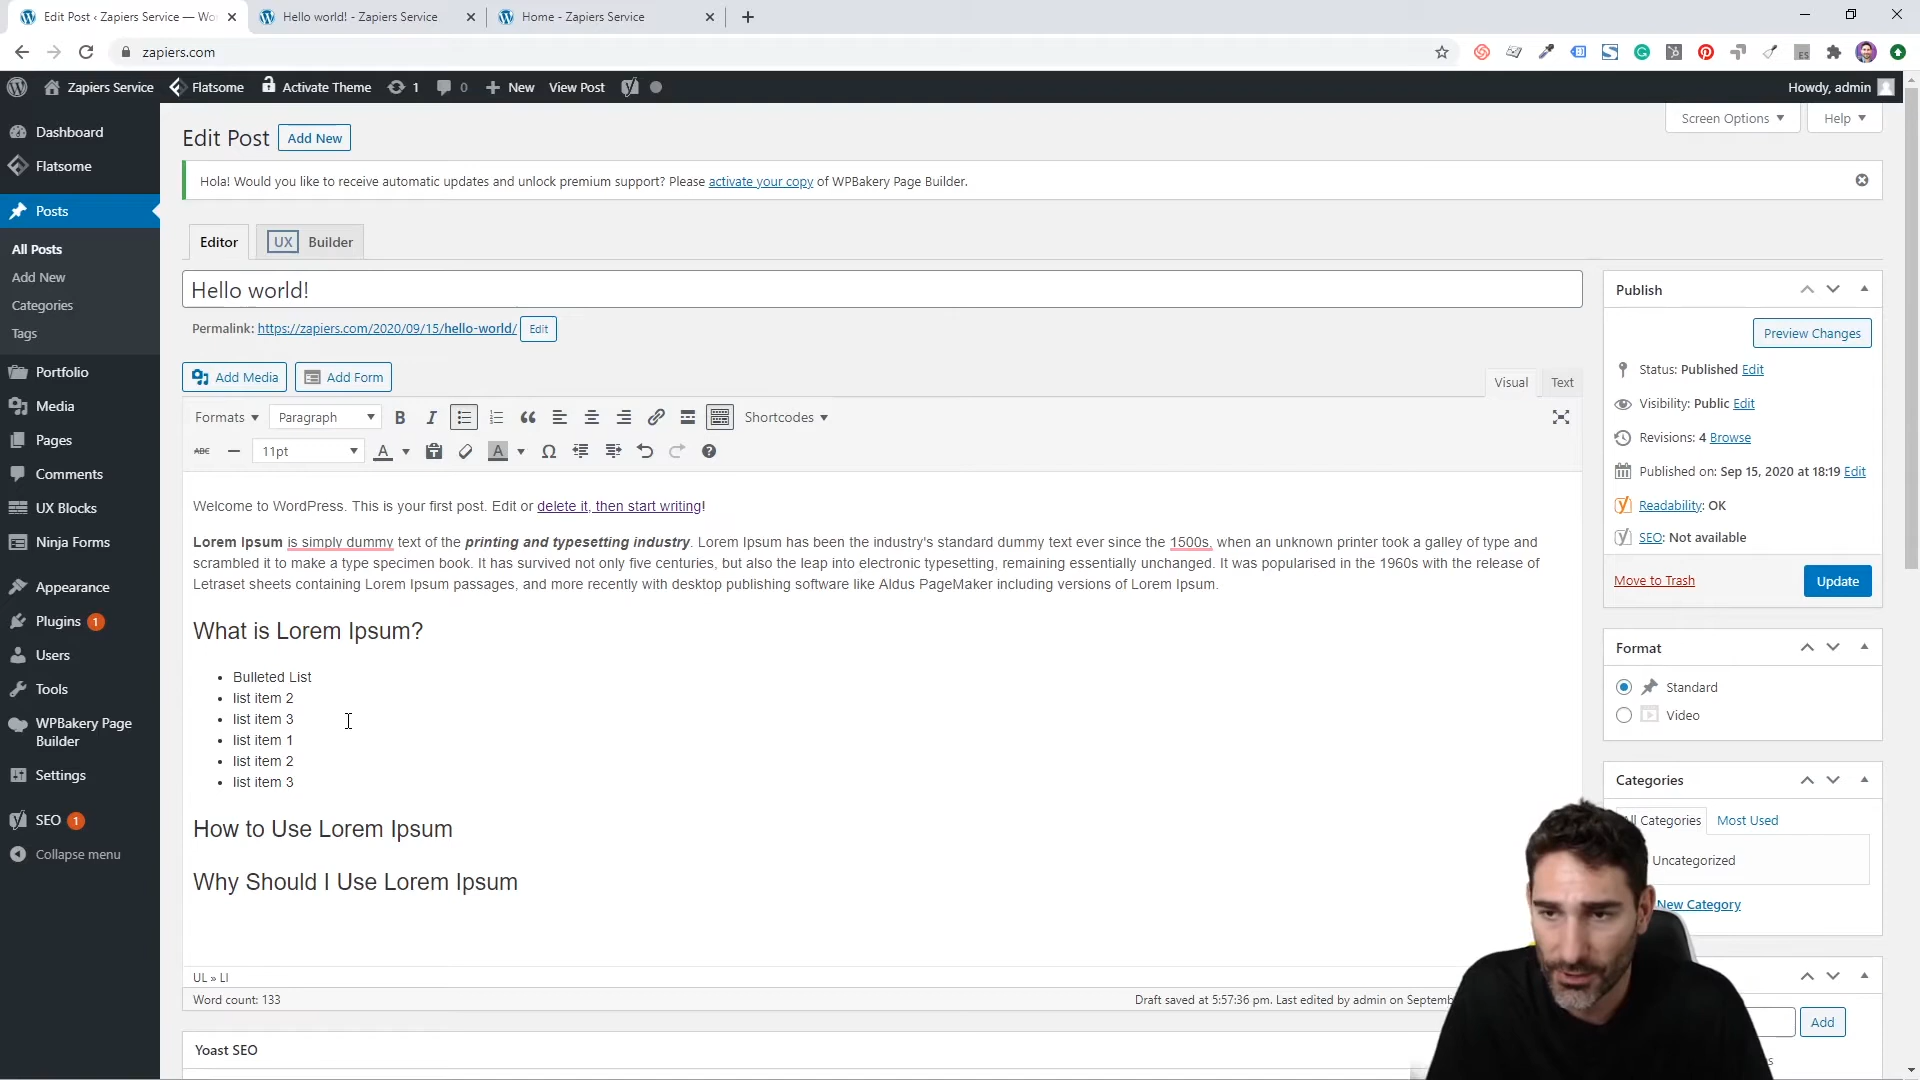 Edit Post ‹ Zapiers Service — Wo
Hello world! - Zapiers Service
Home - Zapiers Service
zapiers.com
Zapiers Service
Flatsome
Activate Theme
1
0
New
View Post
Howdy, admin
Dashboard
Flatsome
Posts
All Posts
Add New
Categories
Tags
Portfolio
Media
Pages
Comments
UX Blocks
Ninja Forms
Appearance
Plugins 1
Users
Tools
WPBakery Page
Builder
Settings
SEO 1
Collapse menu
Edit Post
Add New
Screen Options
Help
Hola! Would you like to receive automatic updates and unlock premium support? Please activate your copy of WPBakery Page Builder.
Editor
UX Builder
Hello world!
Permalink: https://zapiers.com/2020/09/15/hello-world/ Edit
Add Media
Add Form
Visual
Text
Formats
Paragraph
B
I
Shortcodes
ABC
11pt
A
A
Ω
Welcome to WordPress. This is your first post. Edit or delete it, then start writing!
Lorem Ipsum is simply dummy text of the printing and typesetting industry. Lorem Ipsum has been the industry's standard dummy text ever since the 1500s, when an unknown printer took a galley of type and
scrambled it to make a type specimen book. It has survived not only five centuries, but also the leap into electronic typesetting, remaining essentially unchanged. It was popularised in the 1960s with the release of
Letraset sheets containing Lorem Ipsum passages, and more recently with desktop publishing software like Aldus PageMaker including versions of Lorem Ipsum.
What is Lorem Ipsum?
• Bulleted List
• list item 2
• list item 3
• list item 1
• list item 2
• list item 3
How to Use Lorem Ipsum
Why Should I Use Lorem Ipsum
UL » LI
Word count: 133
Draft saved at 5:57:36 pm. Last edited by admin on
Yoast SEO
Publish
Preview Changes
Status: Published Edit
Visibility: Public Edit
Revisions: 4 Browse
Published on: Sep 15, 2020 at 18:19 Edit
Readability: OK
SEO: Not available
Move to Trash
Update
Format
Standard
Video
Categories
Categories
Most Used
Uncategorized
New Category
Add